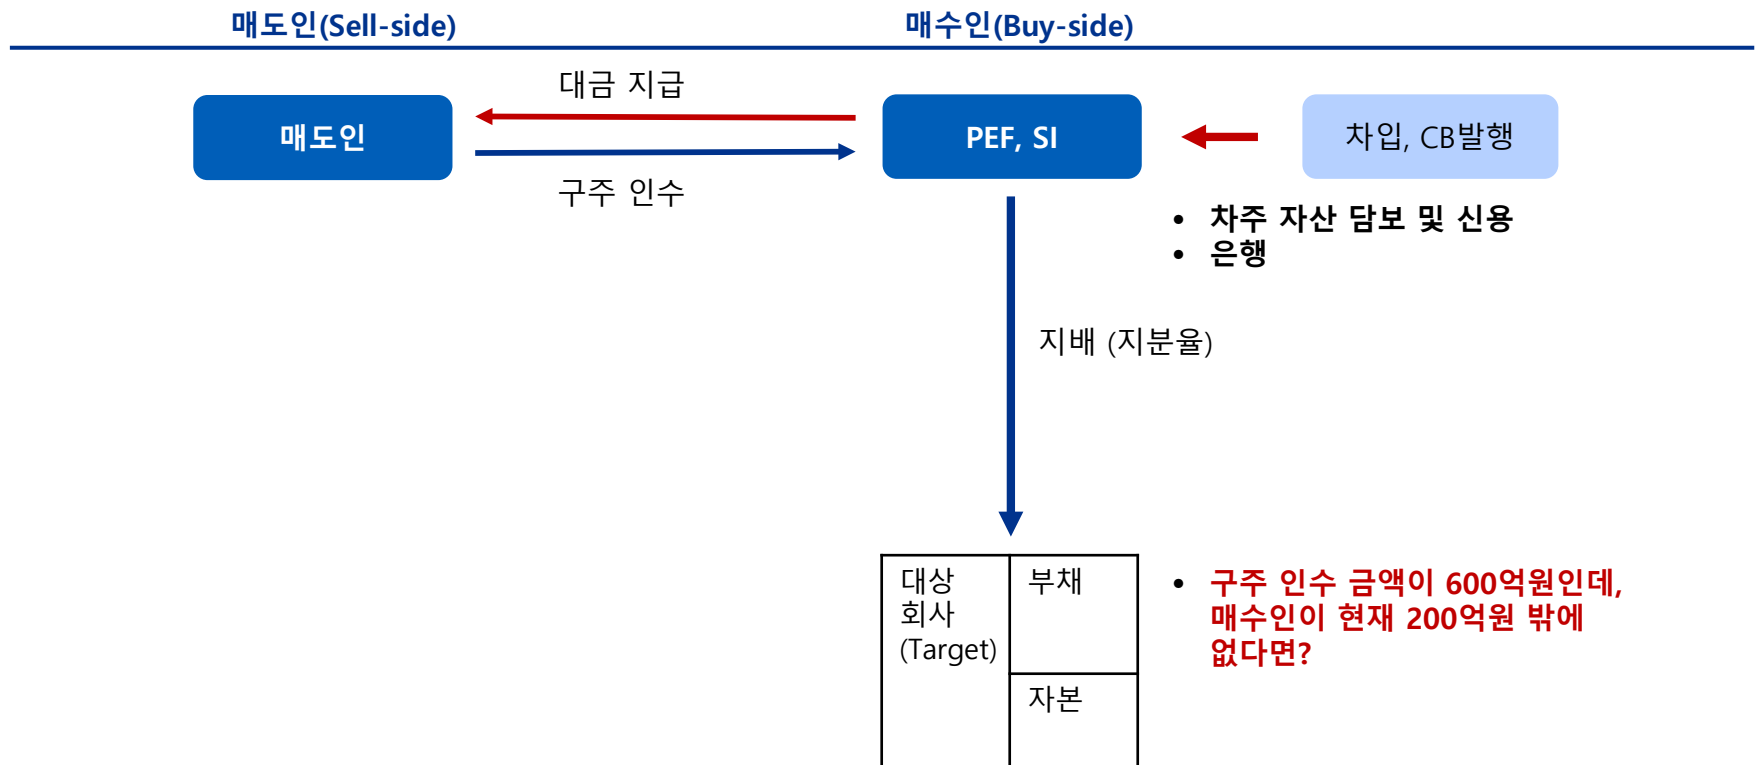 매도인(Sell-side)
매수인(Buy-side)
대금 지급
매도인
PEF, SI
차입, CB발행
구주 인수
• 차주 자산 담보 및 신용
• 은행
지배 (지분율)
대상
회사
(Target)
부채
자본
• 구주 인수 금액이 600억원인데,
매수인이 현재 200억원 밖에
없다면?